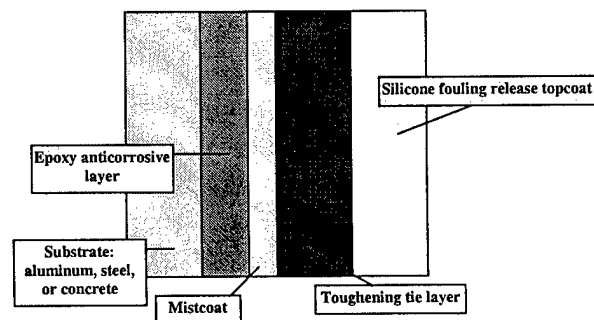 Silicone fouling release topcoat
Epoxy anticorrosive
layer
Substrate:
aluminum, steel,
or concrete
Mistcoat
Toughening tie layer